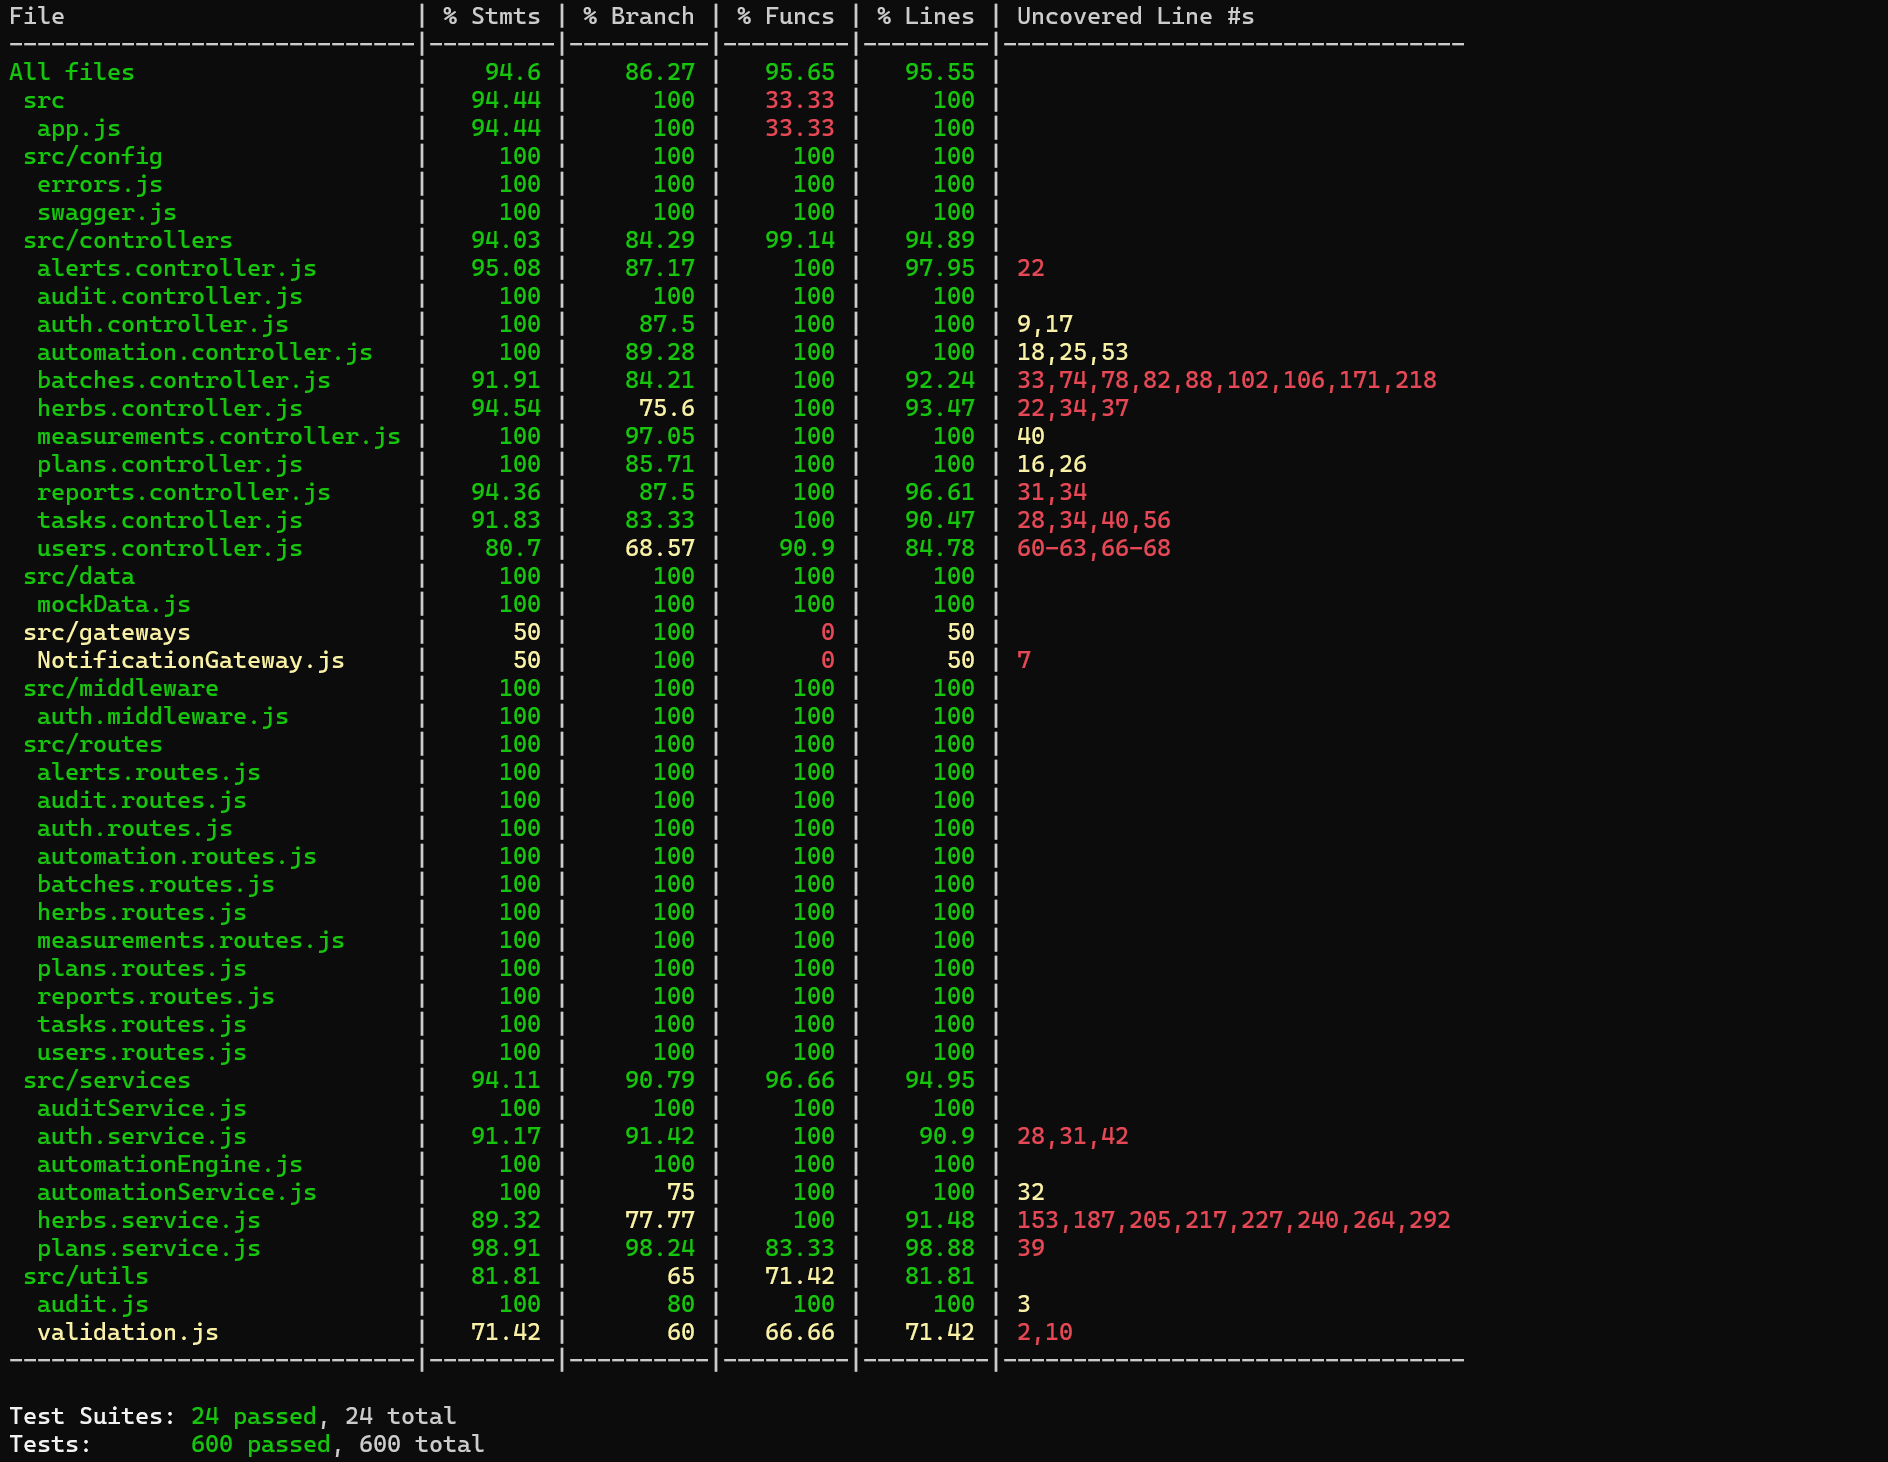 File                         | % Stmts | % Branch | % Funcs | % Lines | Uncovered Line #s
-----------------------------|---------|----------|---------|---------|---------------------------------
All files                    |    94.6 |    86.27 |   95.65 |   95.55 |
 src                         |   94.44 |      100 |   33.33 |     100 |
  app.js                     |   94.44 |      100 |   33.33 |     100 |
 src/config                  |     100 |      100 |     100 |     100 |
  errors.js                  |     100 |      100 |     100 |     100 |
  swagger.js                 |     100 |      100 |     100 |     100 |
 src/controllers             |   94.03 |    84.29 |   99.14 |   94.89 |
  alerts.controller.js       |   95.08 |    87.17 |     100 |   97.95 | 22
  audit.controller.js        |     100 |      100 |     100 |     100 |
  auth.controller.js         |     100 |     87.5 |     100 |     100 | 9,17
  automation.controller.js   |     100 |    89.28 |     100 |     100 | 18,25,53
  batches.controller.js      |   91.91 |    84.21 |     100 |   92.24 | 33,74,78,82,88,102,106,171,218
  herbs.controller.js        |   94.54 |     75.6 |     100 |   93.47 | 22,34,37
  measurements.controller.js |     100 |    97.05 |     100 |     100 | 40
  plans.controller.js        |     100 |    85.71 |     100 |     100 | 16,26
  reports.controller.js      |   94.36 |     87.5 |     100 |   96.61 | 31,34
  tasks.controller.js        |   91.83 |    83.33 |     100 |   90.47 | 28,34,40,56
  users.controller.js        |    80.7 |    68.57 |    90.9 |   84.78 | 60-63,66-68
 src/data                    |     100 |      100 |     100 |     100 |
  mockData.js                |     100 |      100 |     100 |     100 |
 src/gateways                |      50 |      100 |       0 |      50 |
  NotificationGateway.js     |      50 |      100 |       0 |      50 | 7
 src/middleware              |     100 |      100 |     100 |     100 |
  auth.middleware.js         |     100 |      100 |     100 |     100 |
 src/routes                  |     100 |      100 |     100 |     100 |
  alerts.routes.js           |     100 |      100 |     100 |     100 |
  audit.routes.js            |     100 |      100 |     100 |     100 |
  auth.routes.js             |     100 |      100 |     100 |     100 |
  automation.routes.js       |     100 |      100 |     100 |     100 |
  batches.routes.js          |     100 |      100 |     100 |     100 |
  herbs.routes.js            |     100 |      100 |     100 |     100 |
  measurements.routes.js     |     100 |      100 |     100 |     100 |
  plans.routes.js            |     100 |      100 |     100 |     100 |
  reports.routes.js          |     100 |      100 |     100 |     100 |
  tasks.routes.js            |     100 |      100 |     100 |     100 |
  users.routes.js            |     100 |      100 |     100 |     100 |
 src/services                |   94.11 |    90.79 |   96.66 |   94.95 |
  auditService.js            |     100 |      100 |     100 |     100 |
  auth.service.js            |   91.17 |    91.42 |     100 |    90.9 | 28,31,42
  automationEngine.js        |     100 |      100 |     100 |     100 |
  automationService.js       |     100 |       75 |     100 |     100 | 32
  herbs.service.js           |   89.32 |    77.77 |     100 |   91.48 | 153,187,205,217,227,240,264,292
  plans.service.js           |   98.91 |    98.24 |   83.33 |   98.88 | 39
 src/utils                   |   81.81 |       65 |   71.42 |   81.81 |
  audit.js                   |     100 |       80 |     100 |     100 | 3
  validation.js              |   71.42 |       60 |   66.66 |   71.42 | 2,10
-----------------------------|---------|----------|---------|---------|---------------------------------
Test Suites: 24 passed, 24 total
Tests:       600 passed, 600 total